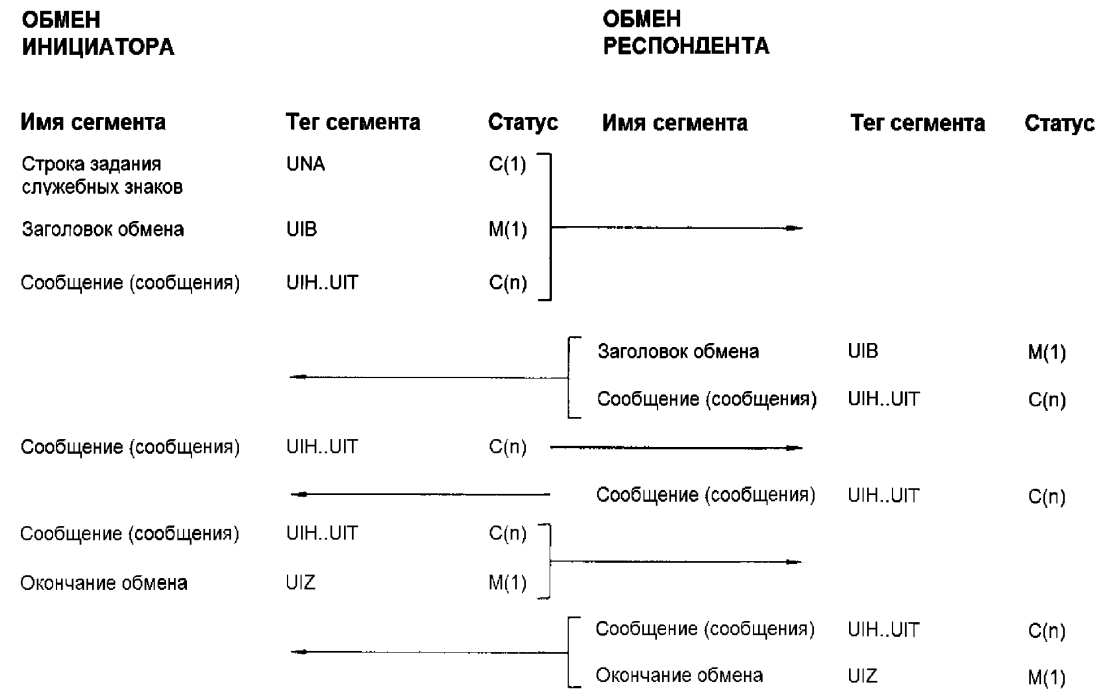 ОБМЕН
ИНИЦИАТОРА
ОБМЕН
РЕСПОНДЕНТА
Имя сегмента Тег сегмента Статус Имя сегмента Тег сегмента Статус
Строка задания UNA C(1)
служебных знаков
Заголовок обмена UIB M(1)
Сообщение (сообщения) UIH..UIT C(n)
Заголовок обмена UIB M(1)
Сообщение (сообщения) UIH..UIT C(n)
Сообщение (сообщения) UIH..UIT C(n)
Сообщение (сообщения) UIH..UIT C(n)
Сообщение (сообщения) UIH..UIT C(n)
Окончание обмена UIZ M(1)
Сообщение (сообщения) UIH..UIT C(n)
Окончание обмена UIZ M(1)